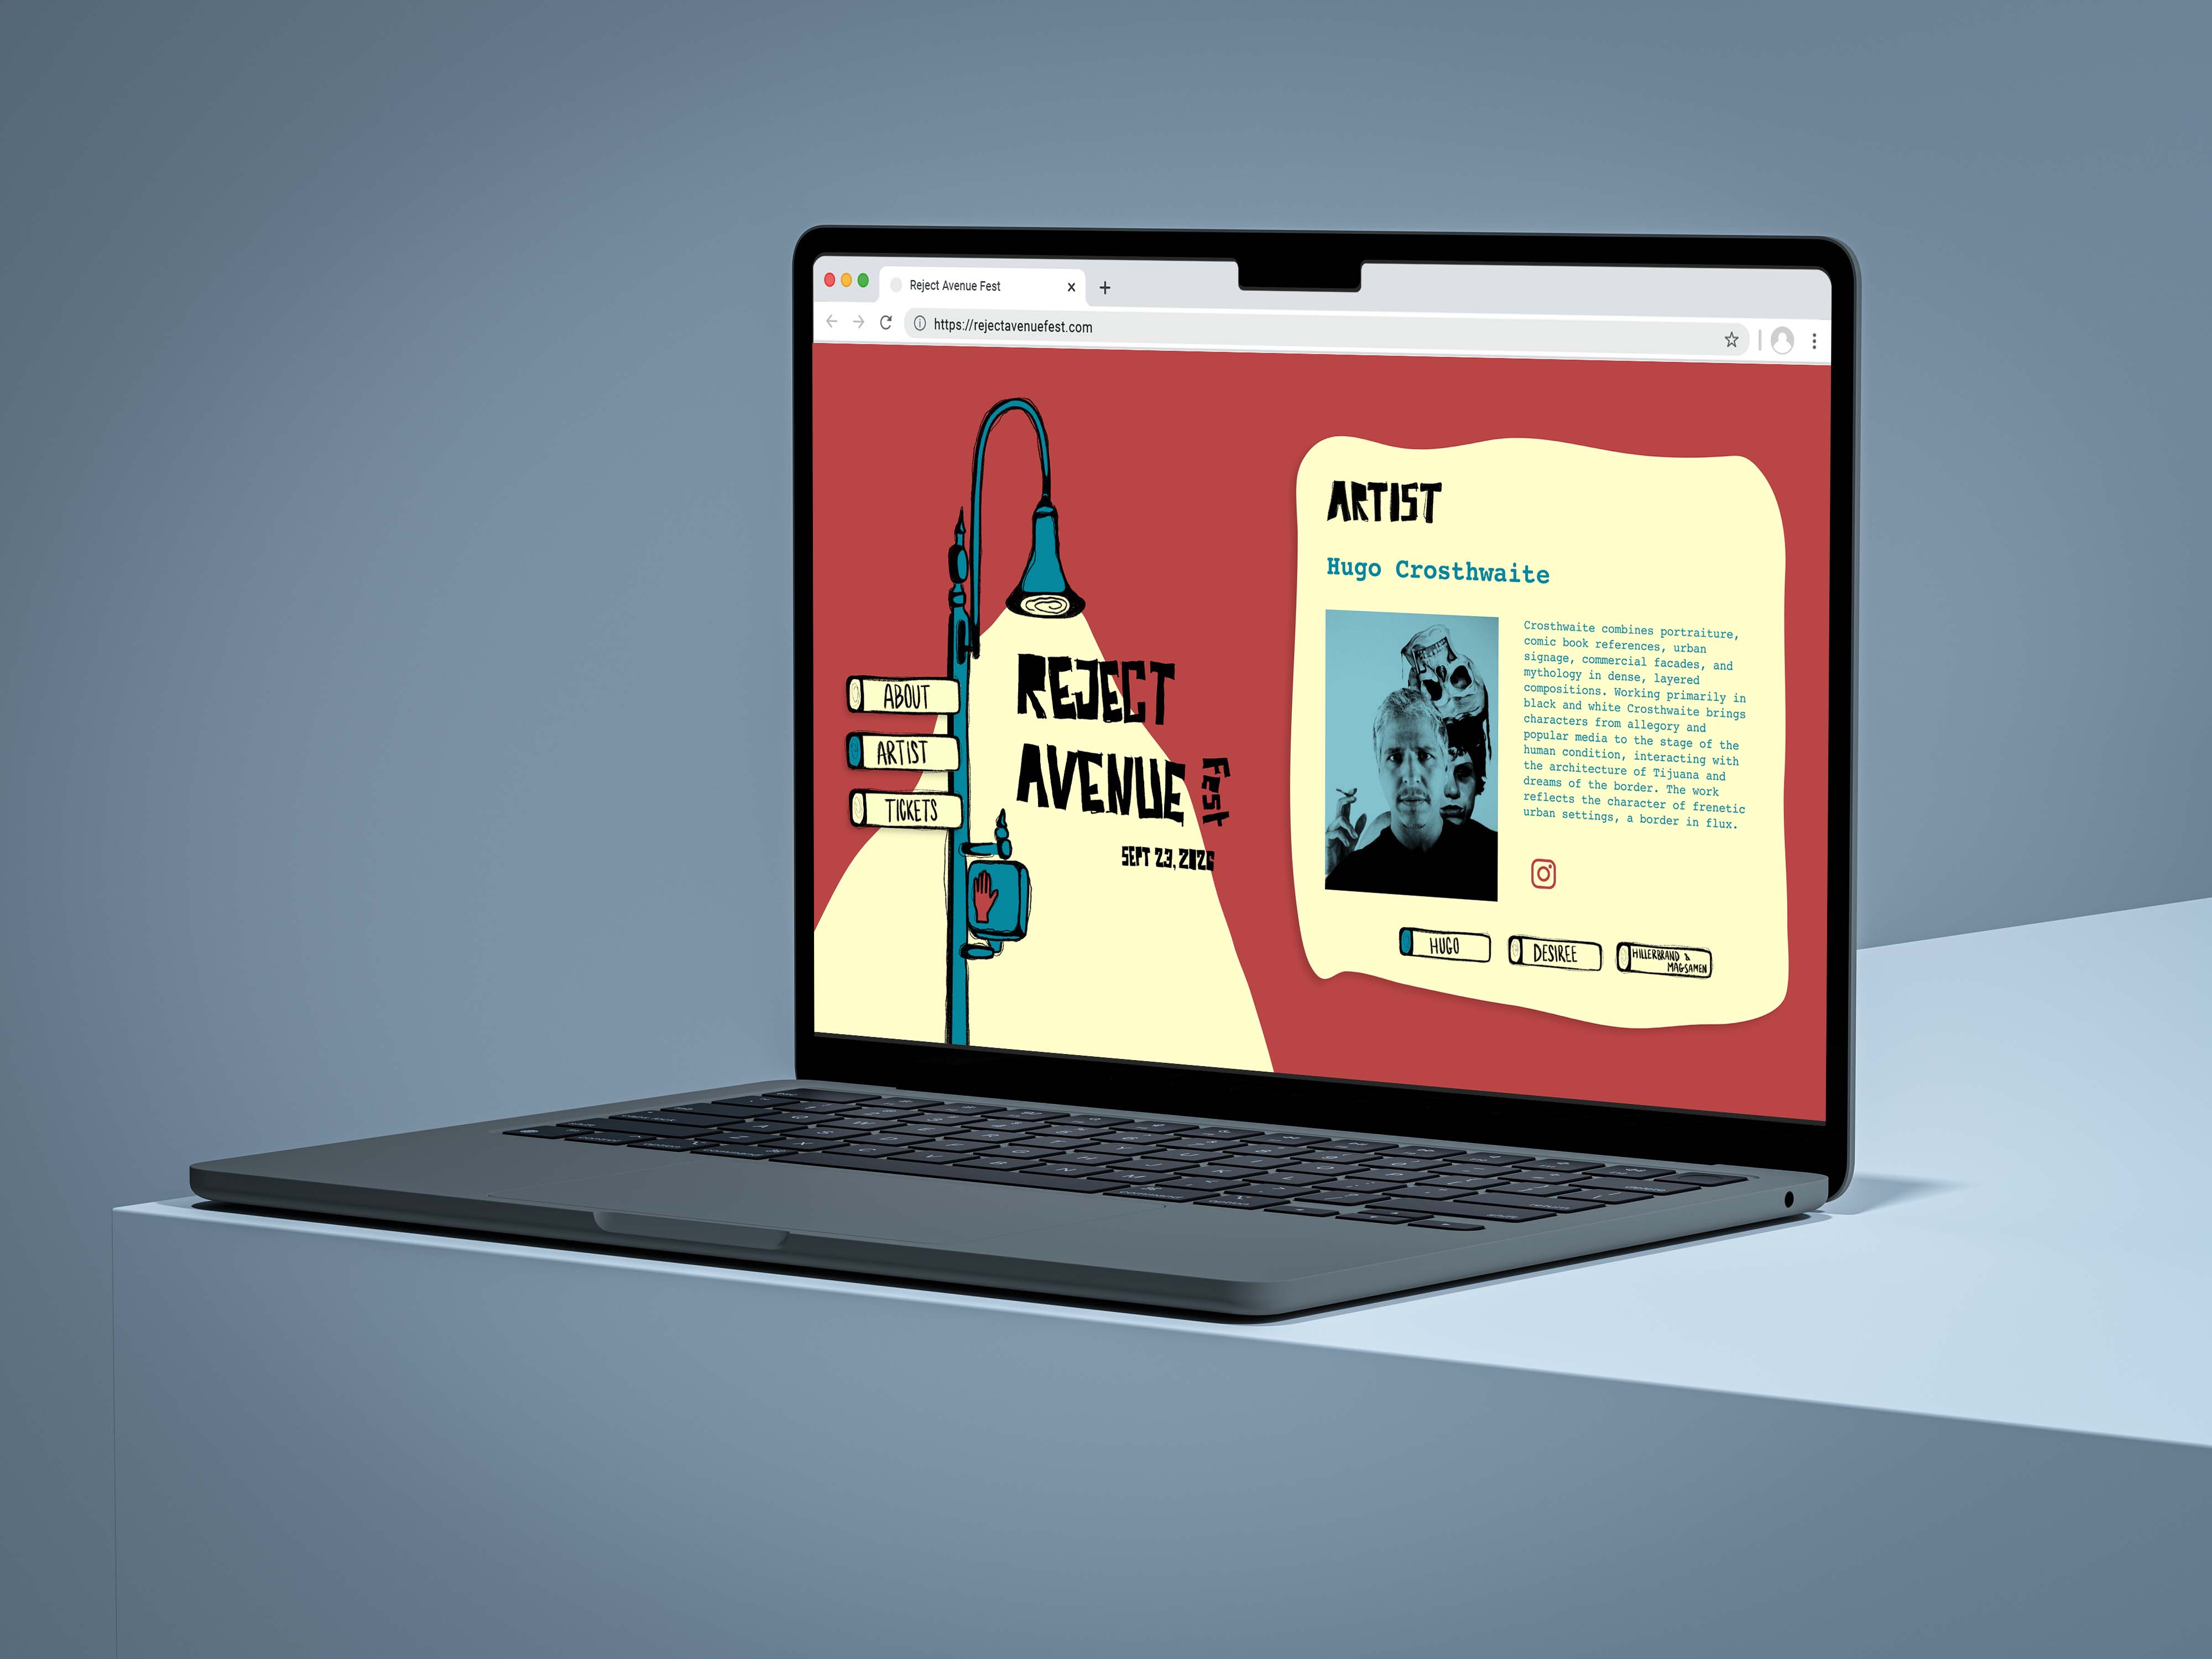 Reject Avenue Fest
https://rejectavenuefest.com
ABOUT
ARTIST
TICKETS
REJECT
AVENUE
Fest
SEPT 23, 2026
ARTIST
Hugo Crosthwaite
Crosthwaite combines portraiture,
comic book references, urban
signage, commercial facades, and
mythology in dense, layered
compositions. Working primarily in
black and white Crosthwaite brings
characters from allegory and
popular media to the stage of the
human condition, interacting with
the architecture of Tijuana and
dreams of the border. The work
reflects the character of frenetic
urban settings, a border in flux.
HUGO
DESIREE
HILLERBRAND &
MAGSAMEN